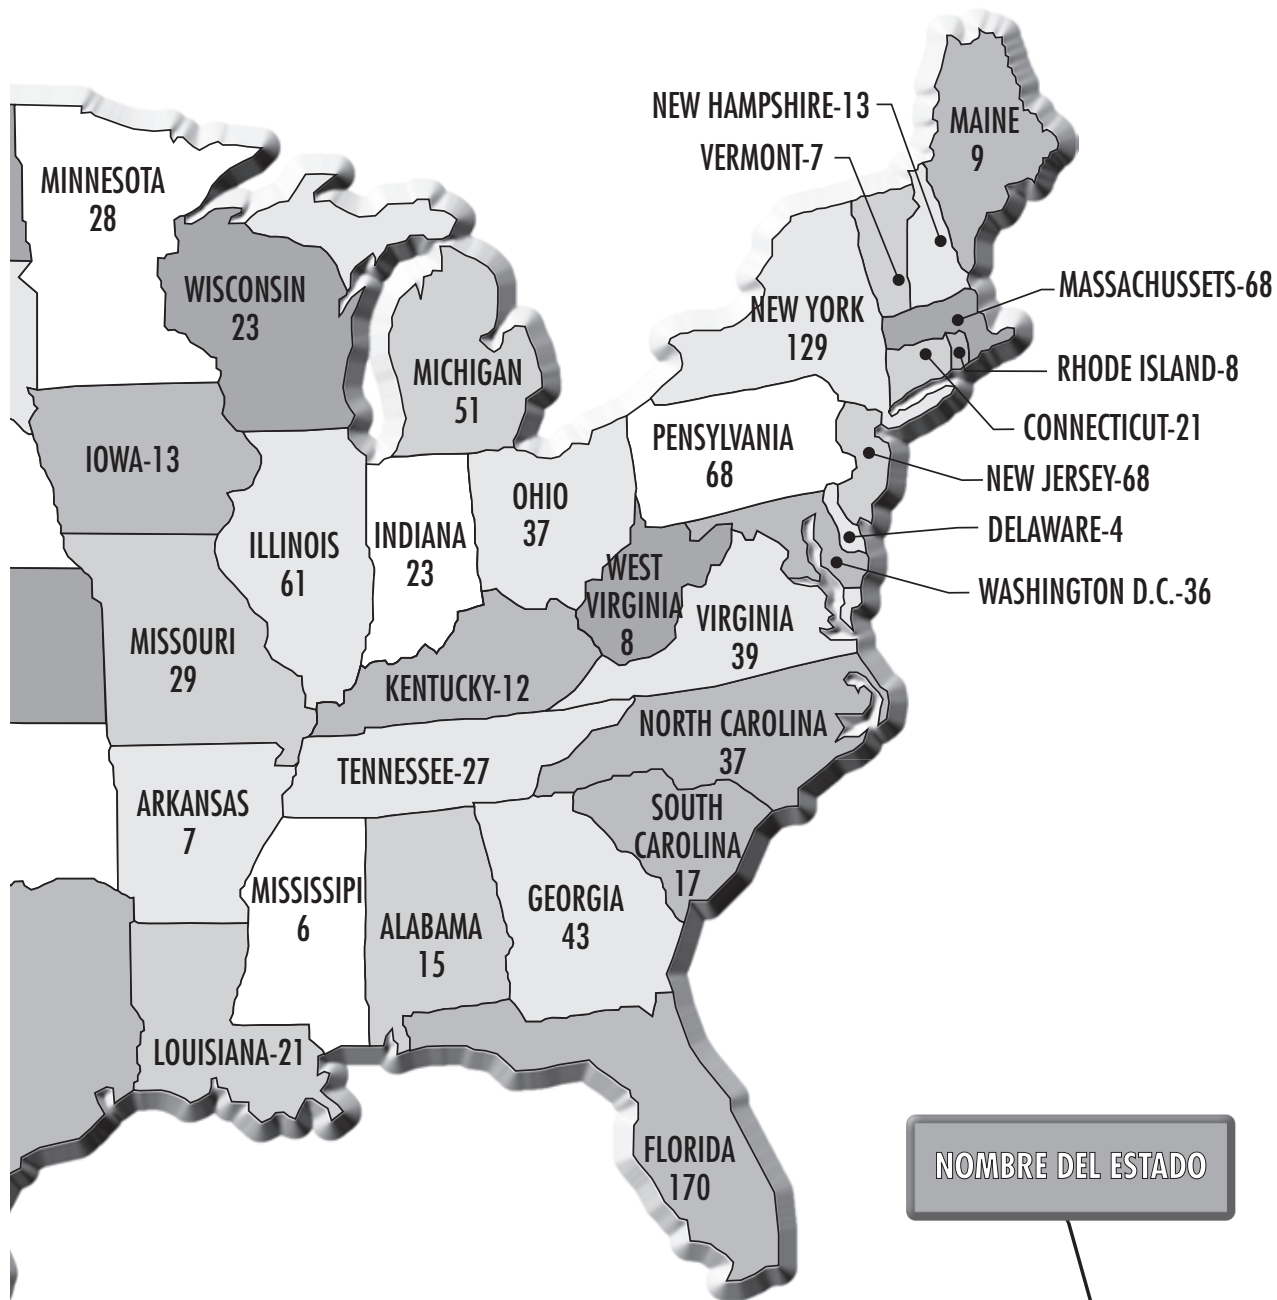 NEW HAMPSHIRE-13
MAINE
9
VERMONT-7
MINNESOTA
28
WISCONSIN
23
MASSACHUSSETS-68
NEW YORK
129
RHODE ISLAND-8
MICHIGAN
51
CONNECTICUT-21
PENSYLVANIA
68
IOWA-13
NEW JERSEY-68
OHIO
37
DELAWARE-4
INDIANA
23
ILLINOIS
61
WEST
VIRGINIA
8
WASHINGTON D.C.-36
VIRGINIA
39
MISSOURI
29
KENTUCKY-12
NORTH CAROLINA
37
TENNESSEE-27
ARKANSAS
7
SOUTH
CAROLINA
17
MISSISSIPI
6
GEORGIA
43
ALABAMA
15
LOUISIANA-21
FLORIDA
170
NOMBRE DEL ESTADO